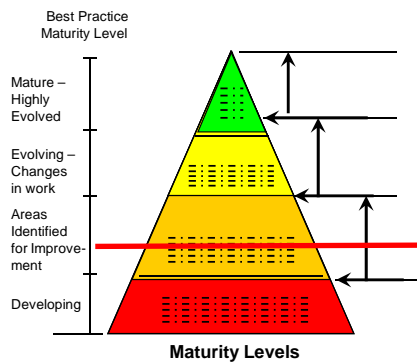 Best Practice
Maturity Level
Mature –
Highly
Evolved
Evolving –
Changes
in work
Areas
Identified
for Improve-
ment
Developing
Maturity Levels